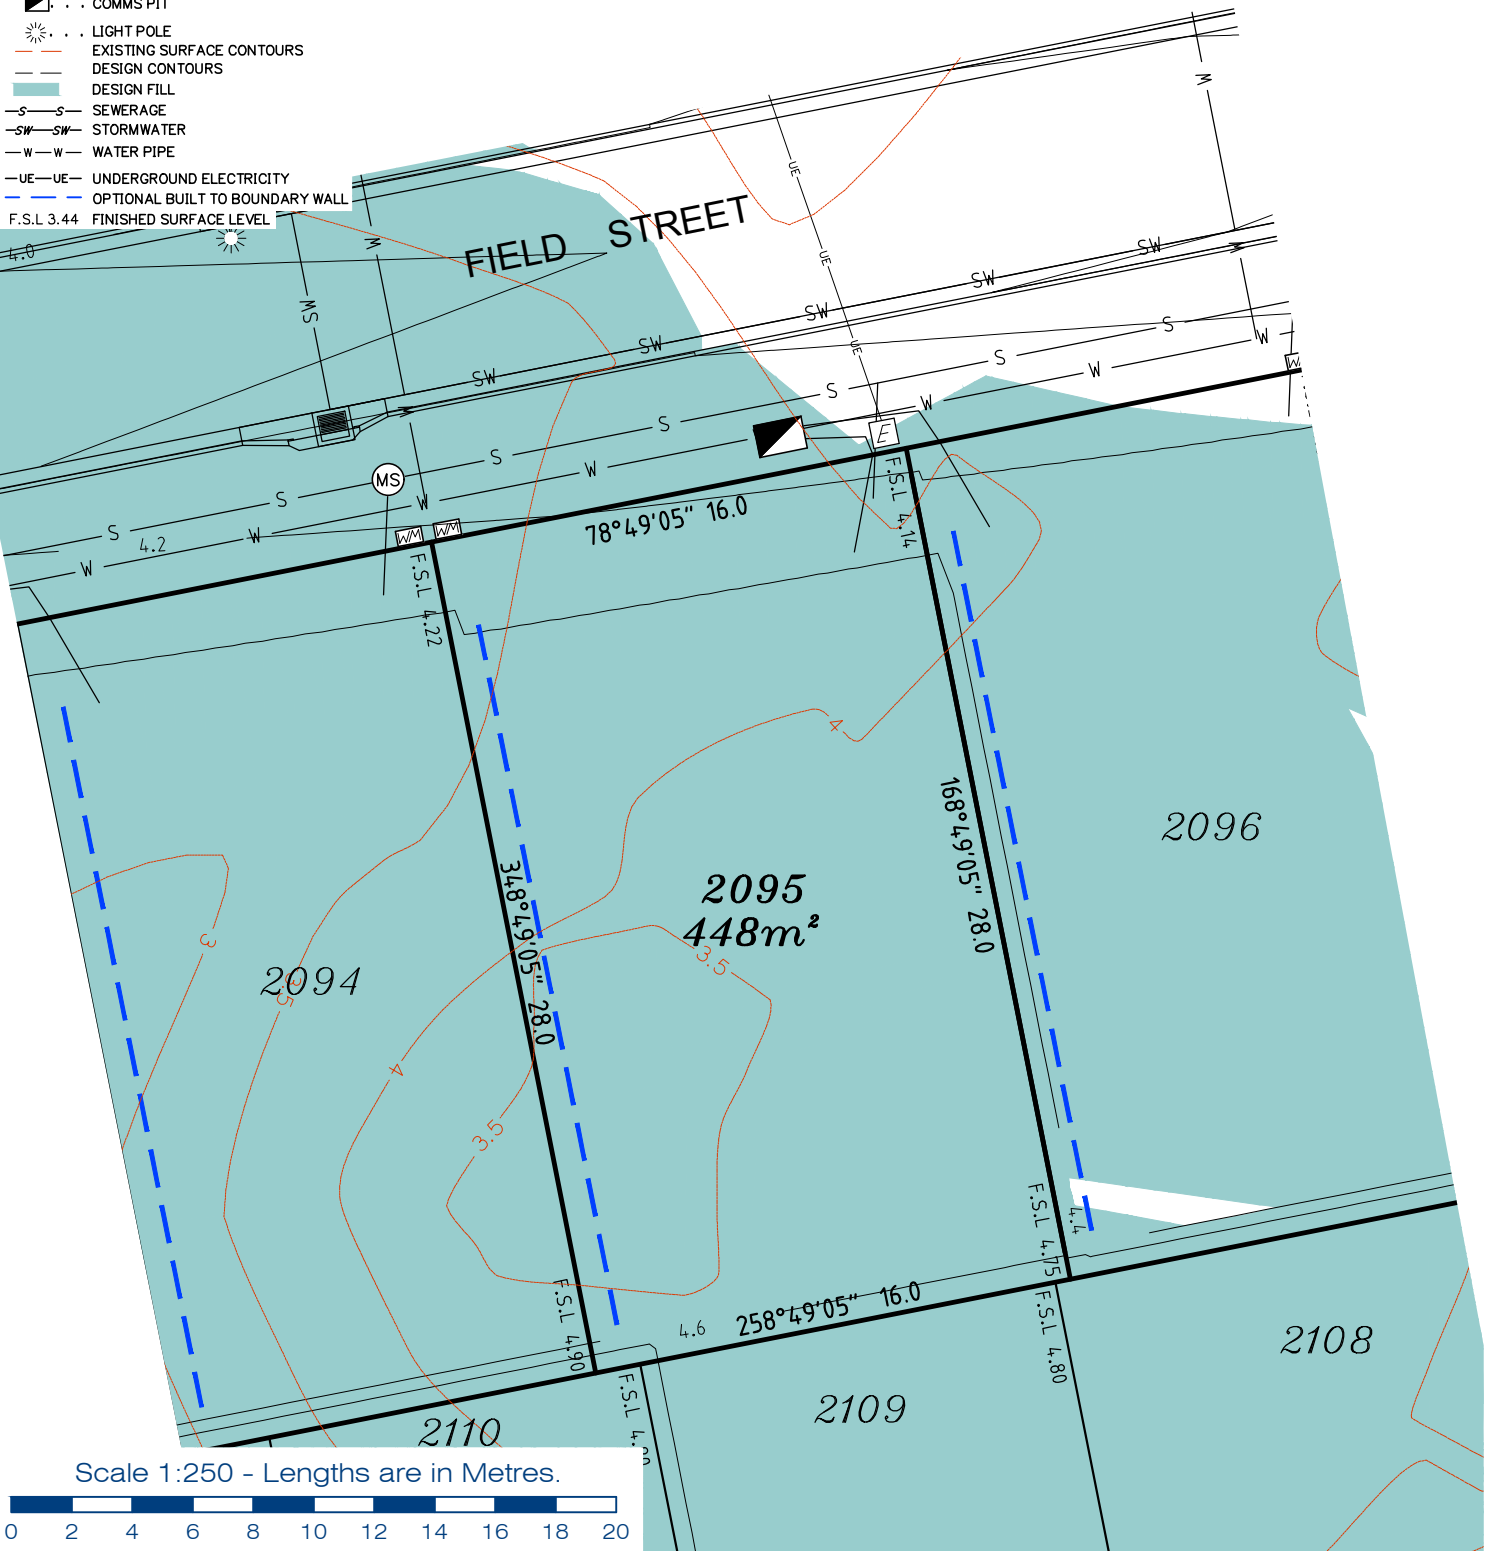 COMMS PIT
LIGHT POLE
EXISTING SURFACE CONTOURS
DESIGN CONTOURS
DESIGN FILL
S S SEWERAGE
SW SW STORMWATER
W W WATER PIPE
UE UE UNDERGROUND ELECTRICITY
OPTIONAL BUILT TO BOUNDARY WALL
F.S.L 3.44 FINISHED SURFACE LEVEL
4.0
FIELD STREET
M
UE
M
MS
UE
UE
SW SW SW SW SW
S S S S S S S
W W W W W W W
E
MS
WM WM
4.2
78°49'05" 16.0
F.S.L 4.14
F.S.L 4.22
4
168°49'05" 28.0
2096
2095
448m²
348°49'05" 28.0
3.5
3
2094
3.5
4
3.5
F.S.L 4.75
4.4
F.S.L 4.90
4.6
258°49'05" 16.0
F.S.L 4.80
2108
2109
2110
F.S.L
Scale 1:250 - Lengths are in Metres.
0 2 4 6 8 10 12 14 16 18 20